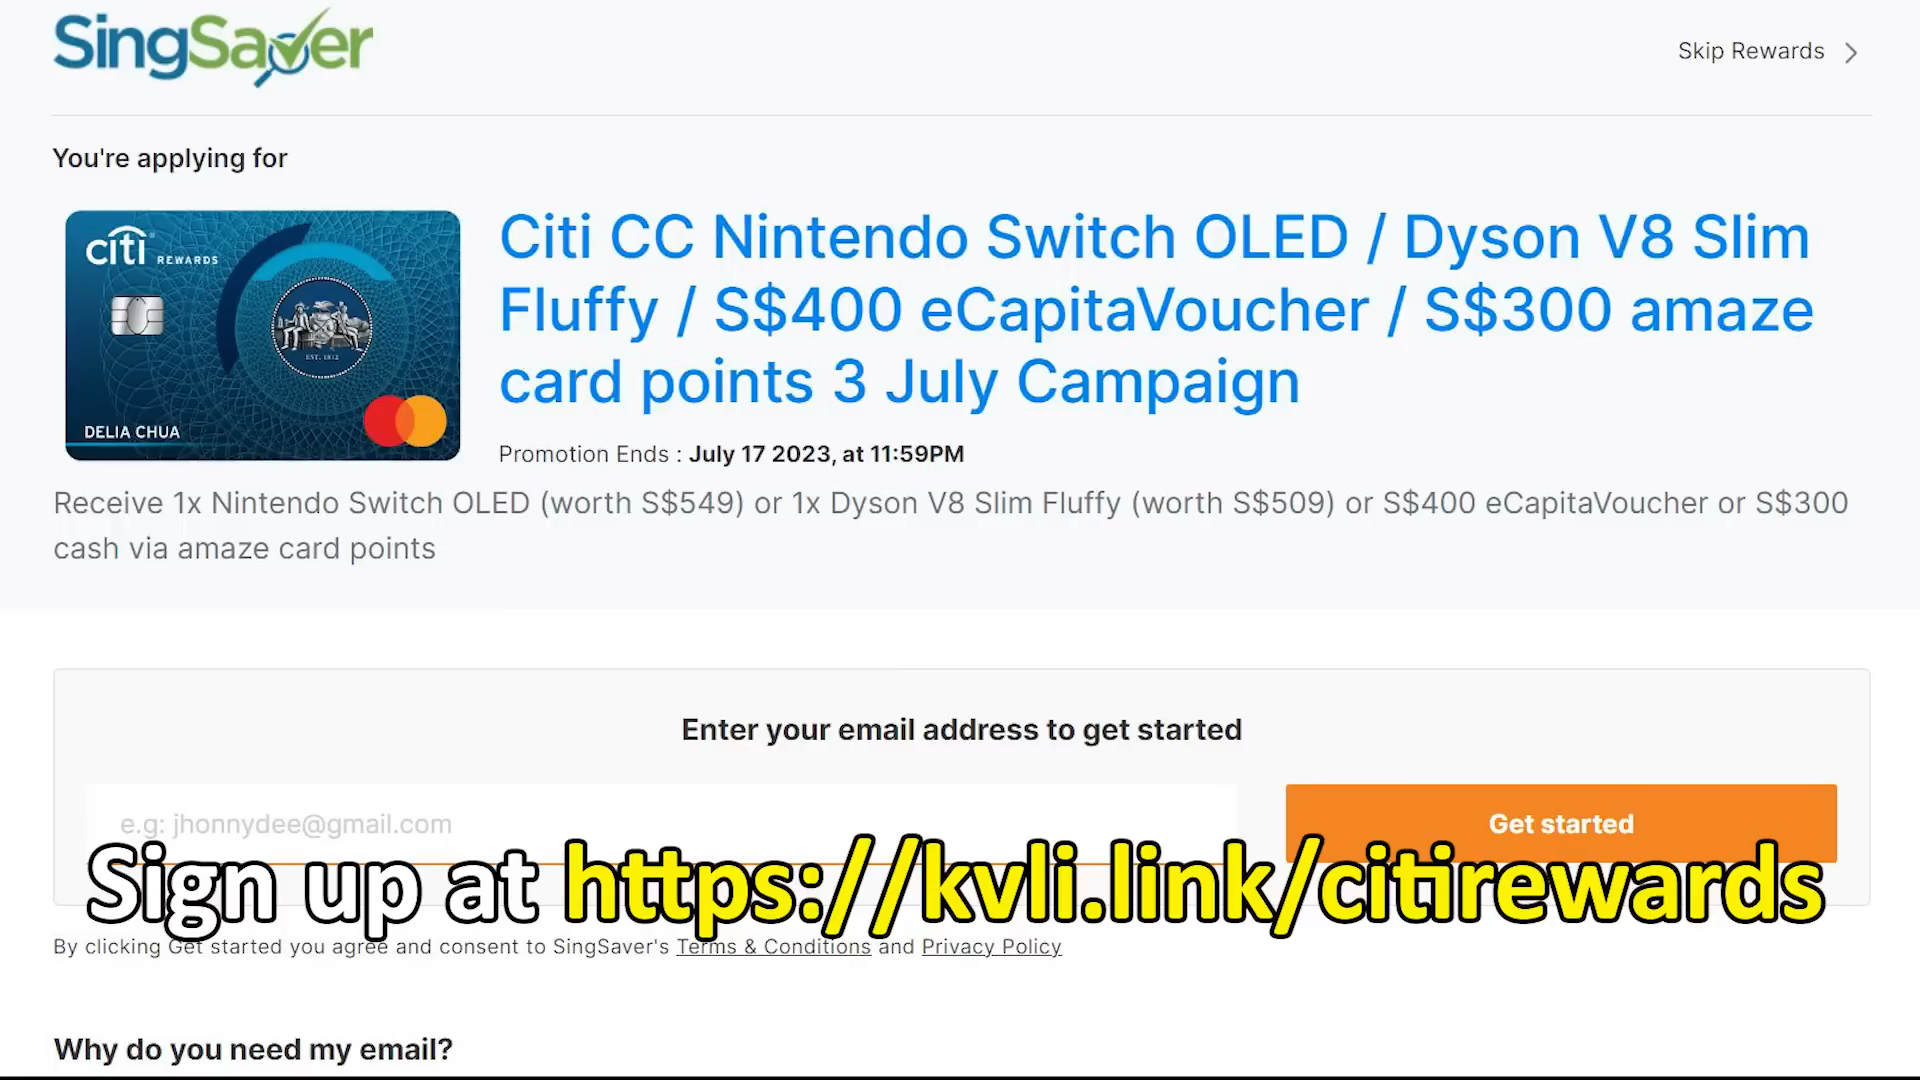 SingSaver
Skip Rewards
You're applying for
citi REWARDS
EST. 1812
DELIA CHUA
Citi CC Nintendo Switch OLED / Dyson V8 Slim
Fluffy / S$400 eCapitaVoucher / S$300 amaze
card points 3 July Campaign
Promotion Ends : July 17 2023, at 11:59PM
Receive 1x Nintendo Switch OLED (worth S$549) or 1x Dyson V8 Slim Fluffy (worth S$509) or S$400 eCapitaVoucher or S$300
cash via amaze card points
Enter your email address to get started
e.g: jhonnydee@gmail.com
Get started
Sign up at https://kvli.link/citirewards
By clicking Get started you agree and consent to SingSaver's Terms & Conditions and Privacy Policy
Why do you need my email?